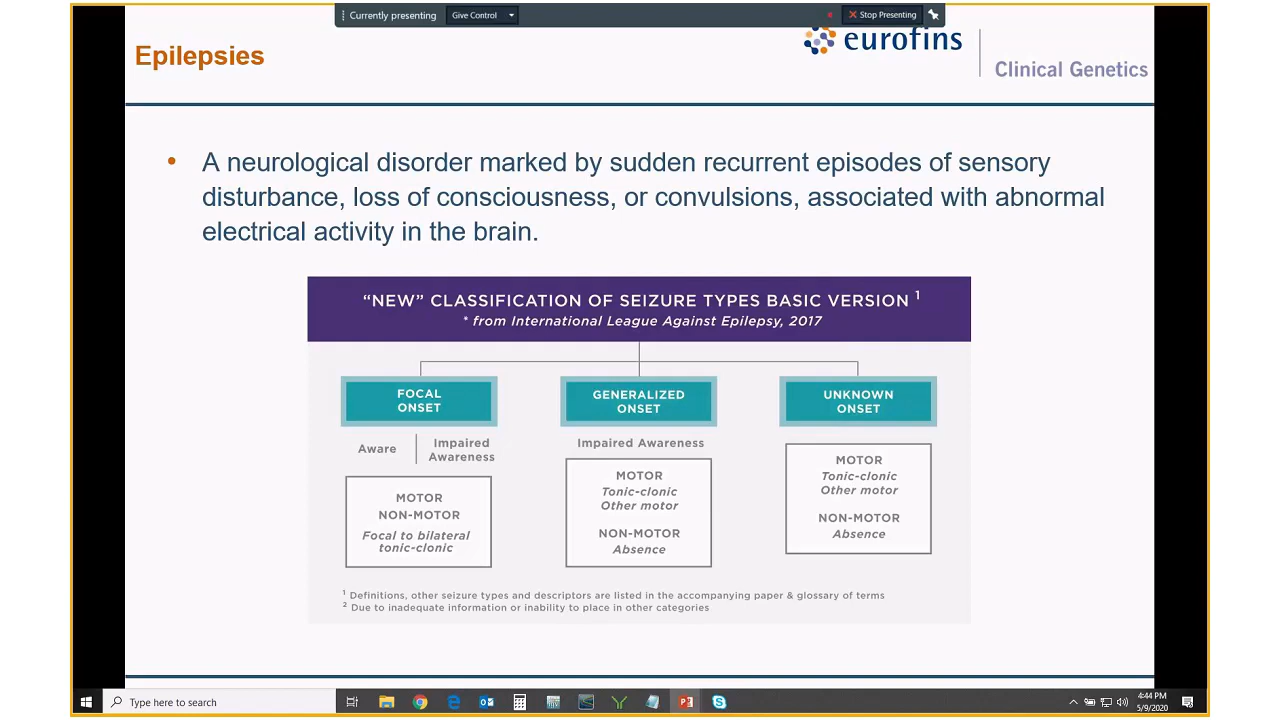 Currently presenting
Give Control
Stop Presenting
Epilepsies
eurofins
Clinical Genetics
• A neurological disorder marked by sudden recurrent episodes of sensory
disturbance, loss of consciousness, or convulsions, associated with abnormal
electrical activity in the brain.
“NEW” CLASSIFICATION OF SEIZURE TYPES BASIC VERSION 1
* from International League Against Epilepsy, 2017
FOCAL
ONSET
Aware
Impaired
Awareness
MOTOR
NON-MOTOR
Focal to bilateral
tonic-clonic
GENERALIZED
ONSET
Impaired Awareness
MOTOR
Tonic-clonic
Other motor
NON-MOTOR
Absence
UNKNOWN
ONSET
MOTOR
Tonic-clonic
Other motor
NON-MOTOR
Absence
1 Definitions, other seizure types and descriptors are listed in the accompanying paper & glossary of terms
2 Due to inadequate information or inability to place in other categories
Type here to search
4:44 PM
5/9/2020